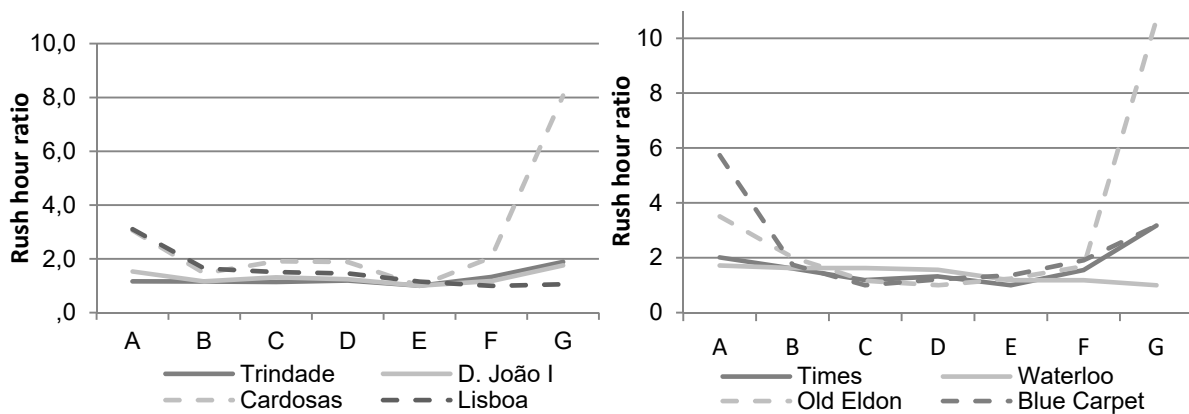 Rush hour ratio
10,0
8,0
6,0
4,0
2,0
,0
A B C D E F G
Trindade D. João I
Cardosas Lisboa
Rush hour ratio
10
8
6
4
2
0
A B C D E F G
Times Waterloo
Old Eldon Blue Carpet